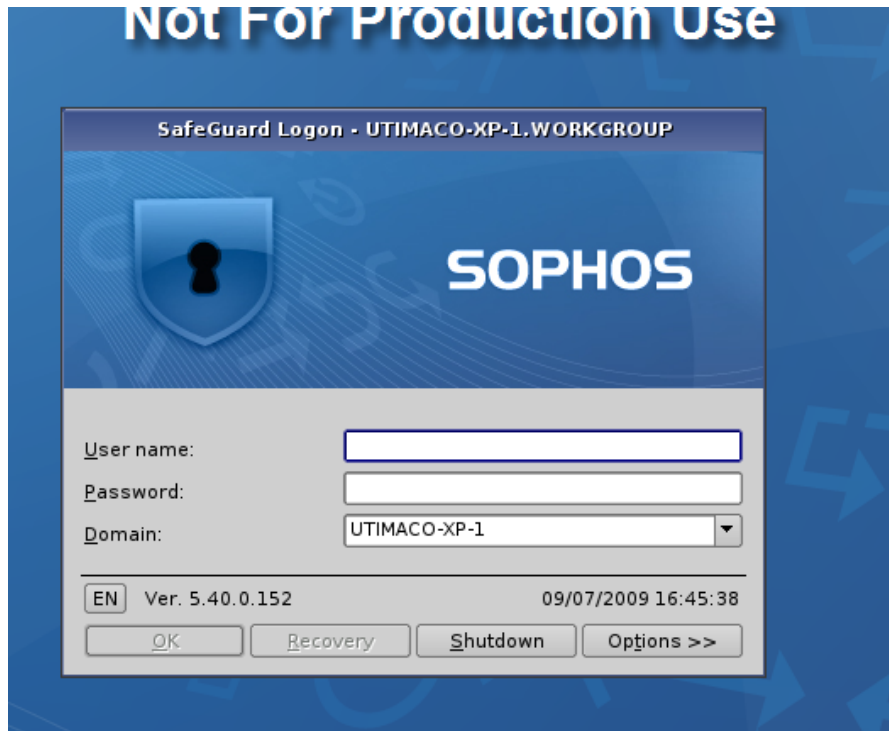 Not For Production Use
SafeGuard Logon - UTIMACO-XP-1.WORKGROUP
SOPHOS
User name:
Password:
Domain: UTIMACO-XP-1
EN Ver. 5.40.0.152 09/07/2009 16:45:38
OK Recovery Shutdown Options >>